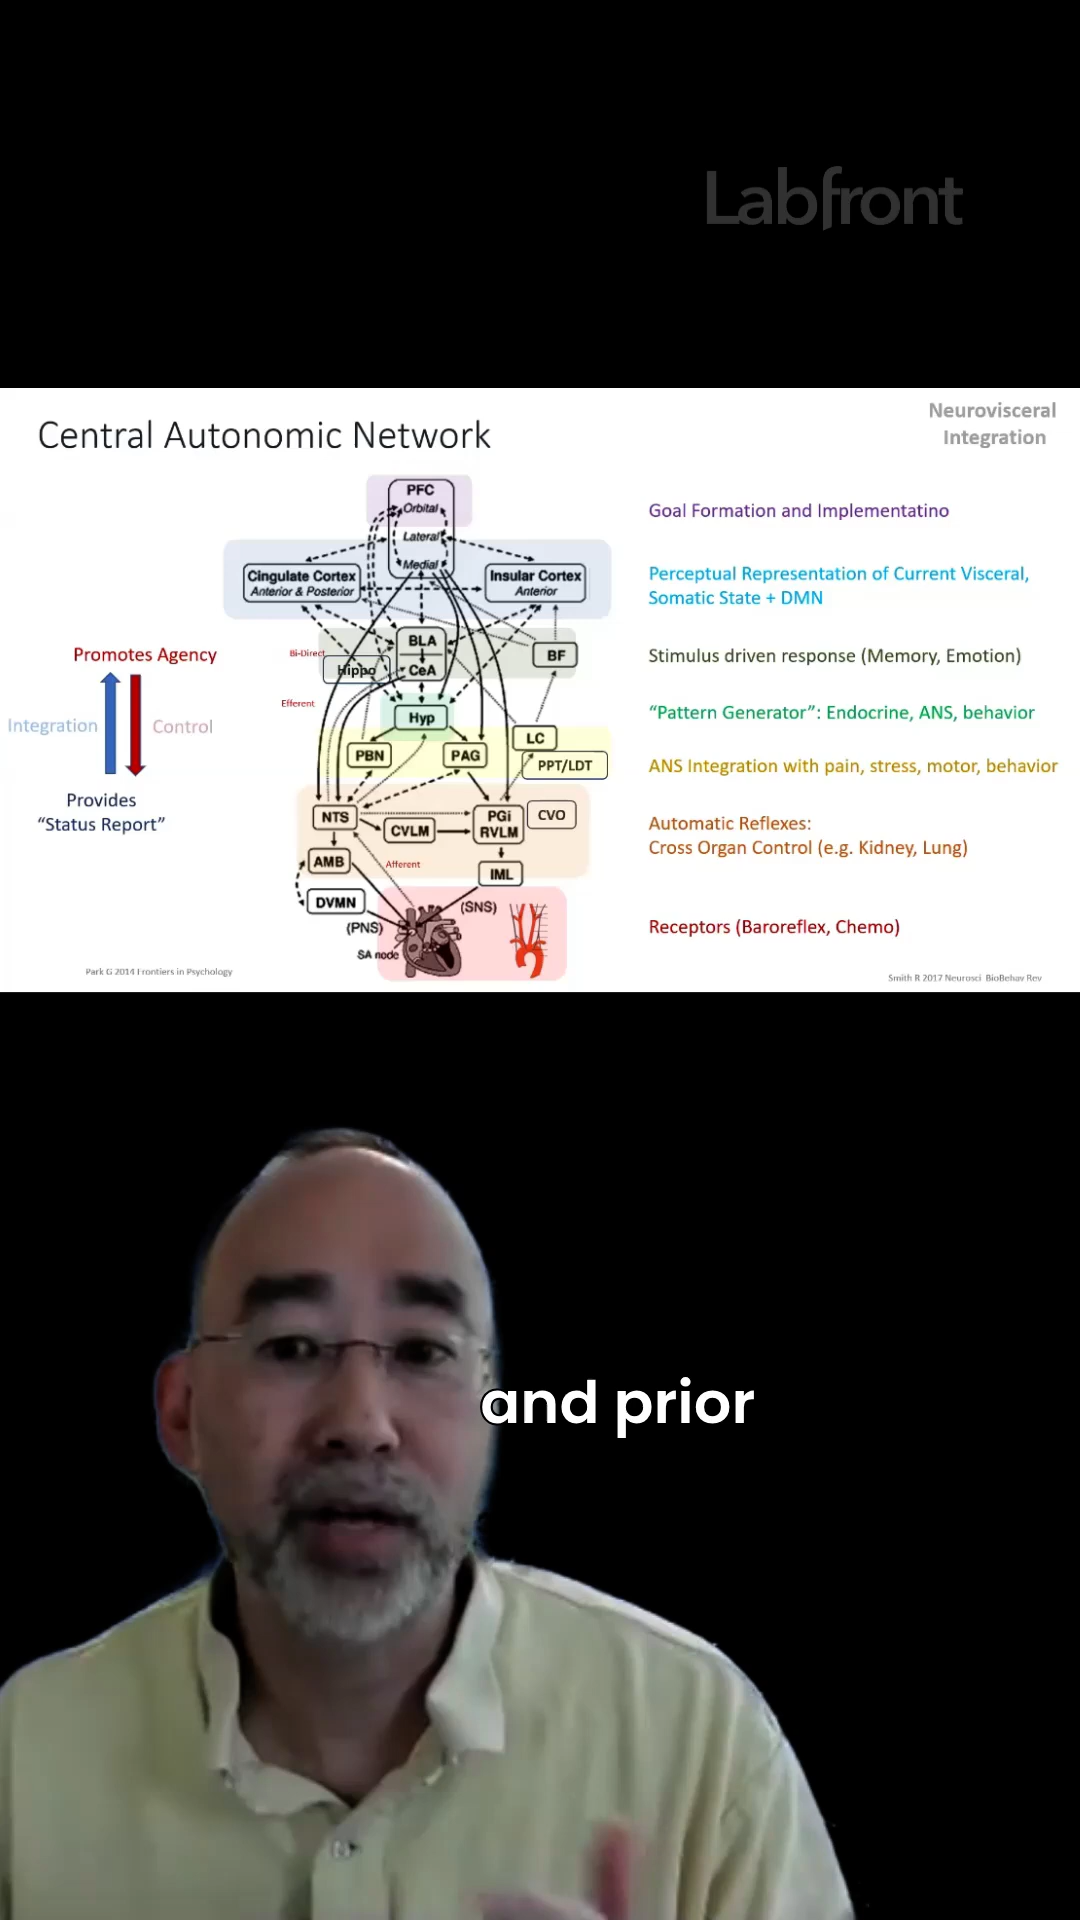 Labfront
Neurovisceral
Integration
Central Autonomic Network
PFC
Orbital
Lateral
Medial
Cingulate Cortex
Anterior & Posterior
Insular Cortex
Anterior
BLA
CeA
Bi-Direct
Hippo
BF
Efferent
Hyp
LC
PBN
PAG
PPT/LDT
NTS
CVLM
PGi
RVLM
CVO
AMB
Afferent
IML
DVMN
(SNS)
(PNS)
SA node
Promotes Agency
Integration
Control
Provides
“Status Report”
Goal Formation and Implementatino
Perceptual Representation of Current Visceral,
Somatic State + DMN
Stimulus driven response (Memory, Emotion)
“Pattern Generator”: Endocrine, ANS, behavior
ANS Integration with pain, stress, motor, behavior
Automatic Reflexes:
Cross Organ Control (e.g. Kidney, Lung)
Receptors (Baroreflex, Chemo)
Park G 2014 Frontiers in Psychology
Smith R 2017 Neurosci BioBehav Rev
and prior